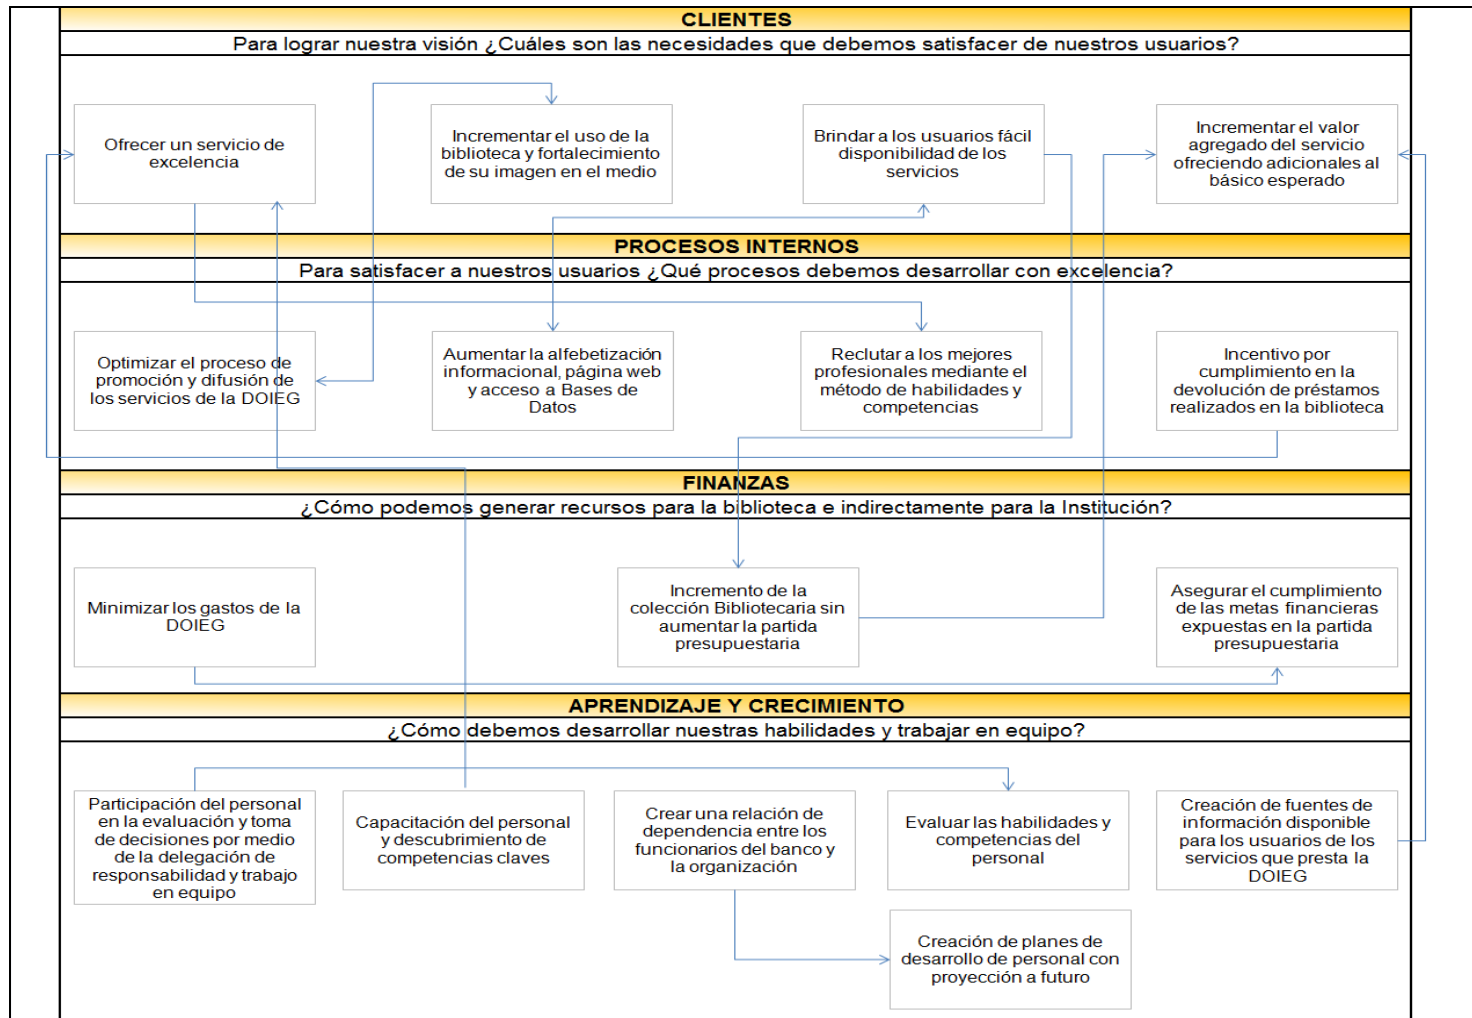 CLIENTES
Para lograr nuestra visión ¿Cuáles son las necesidades que debemos satisfacer de nuestros usuarios?
Ofrecer un servicio de
excelencia
Incrementar el uso de la
biblioteca y fortalecimiento
de su imagen en el medio
Brindar a los usuarios fácil
disponibilidad de los
servicios
Incrementar el valor
agregado del servicio
ofreciendo adicionales al
básico esperado
PROCESOS INTERNOS
Para satisfacer a nuestros usuarios ¿Qué procesos debemos desarrollar con excelencia?
Optimizar el proceso de
promoción y difusión de
los servicios de la DOIEG
Aumentar la alfebetización
informacional, página web
y acceso a Bases de
Datos
Reclutar a los mejores
profesionales mediante el
método de habilidades y
competencias
Incentivo por
cumplimiento en la
devolución de préstamos
realizados en la biblioteca
FINANZAS
¿Cómo podemos generar recursos para la biblioteca e indirectamente para la Institución?
Minimizar los gastos de la
DOIEG
Incremento de la
colección Bibliotecaria sin
aumentar la partida
presupuestaria
Asegurar el cumplimiento
de las metas financieras
expuestas en la partida
presupuestaria
APRENDIZAJE Y CRECIMIENTO
¿Cómo debemos desarrollar nuestras habilidades y trabajar en equipo?
Participación del personal
en la evaluación y toma
de decisiones por medio
de la delegación de
responsabilidad y trabajo
en equipo
Capacitación del personal
y descubrimiento de
competencias claves
Crear una relación de
dependencia entre los
funcionarios del banco y
la organización
Evaluar las habilidades y
competencias del
personal
Creación de fuentes de
información disponible
para los usuarios de los
servicios que presta la
DOIEG
Creación de planes de
desarrollo de personal con
proyección a futuro